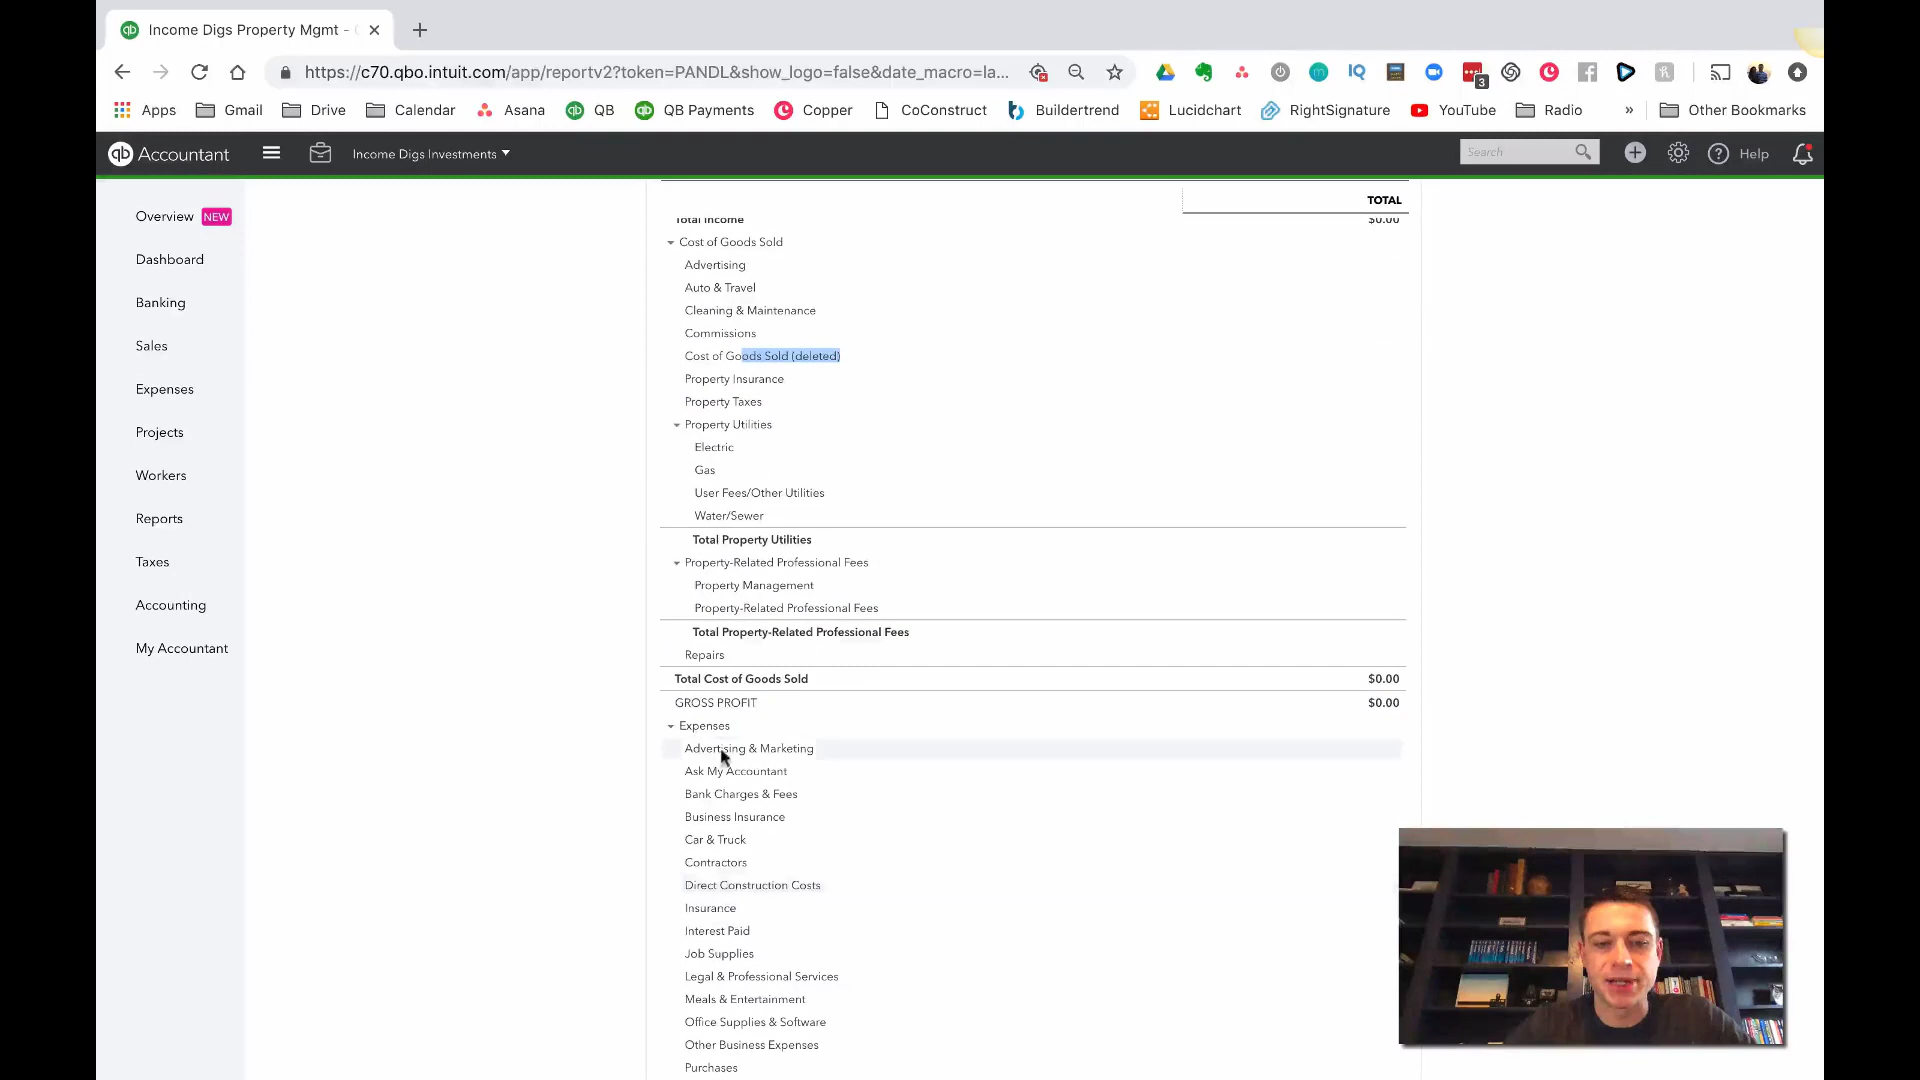 Income Digs Property Mgmt -
https://c70.qbo.intuit.com/app/reportv2?token=PANDL&show_logo=false&date_macro=la...
3
Apps Gmail Drive Calendar Asana QB QB Payments Copper CoConstruct Buildertrend Lucidchart RightSignature YouTube Radio » Other Bookmarks
qb Accountant Income Digs Investments Search Help
Overview NEW
Dashboard
Banking
Sales
Expenses
Projects
Workers
Reports
Taxes
Accounting
My Accountant
TOTAL
Total Income $0.00
Cost of Goods Sold
Advertising
Auto & Travel
Cleaning & Maintenance
Commissions
Cost of Goods Sold (deleted)
Property Insurance
Property Taxes
Property Utilities
Electric
Gas
User Fees/Other Utilities
Water/Sewer
Total Property Utilities
Property-Related Professional Fees
Property Management
Property-Related Professional Fees
Total Property-Related Professional Fees
Repairs
Total Cost of Goods Sold $0.00
GROSS PROFIT $0.00
Expenses
Advertising & Marketing
Ask My Accountant
Bank Charges & Fees
Business Insurance
Car & Truck
Contractors
Direct Construction Costs
Insurance
Interest Paid
Job Supplies
Legal & Professional Services
Meals & Entertainment
Office Supplies & Software
Other Business Expenses
Purchases